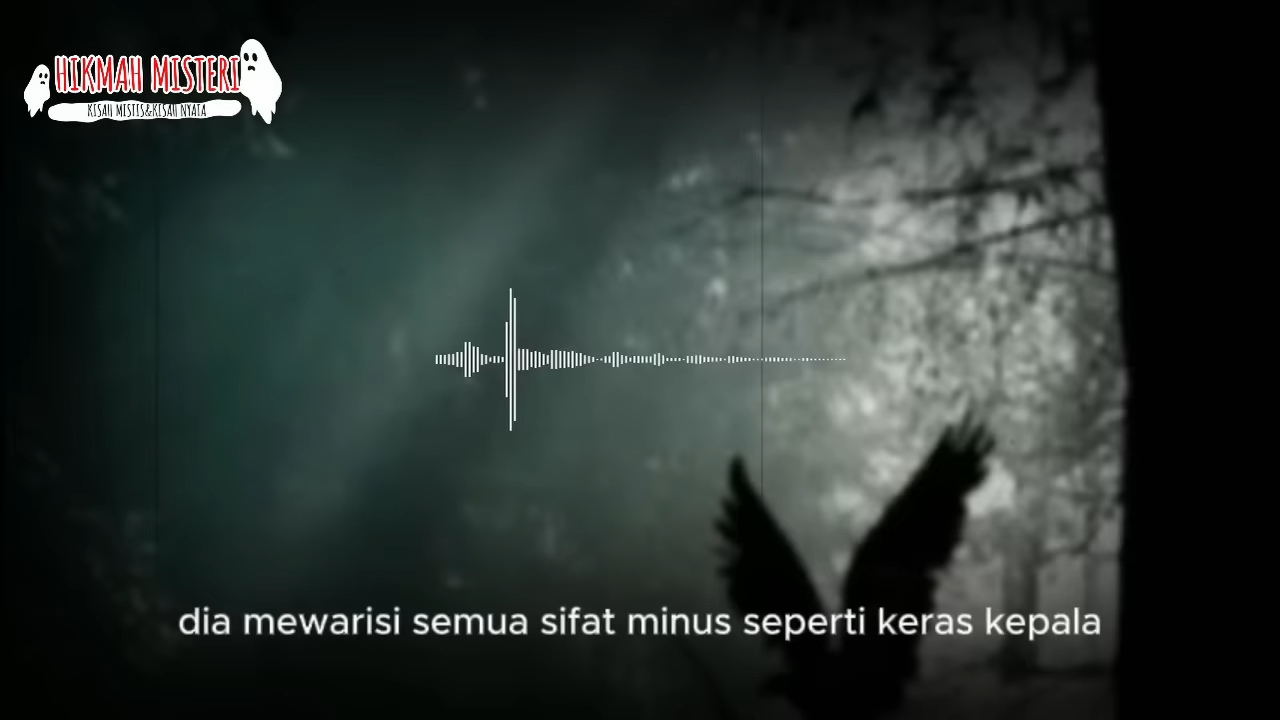 HIKMAH MISTERI
KISAH MISTIS&KISAH NYATA
dia mewarisi semua sifat minus seperti keras kepala